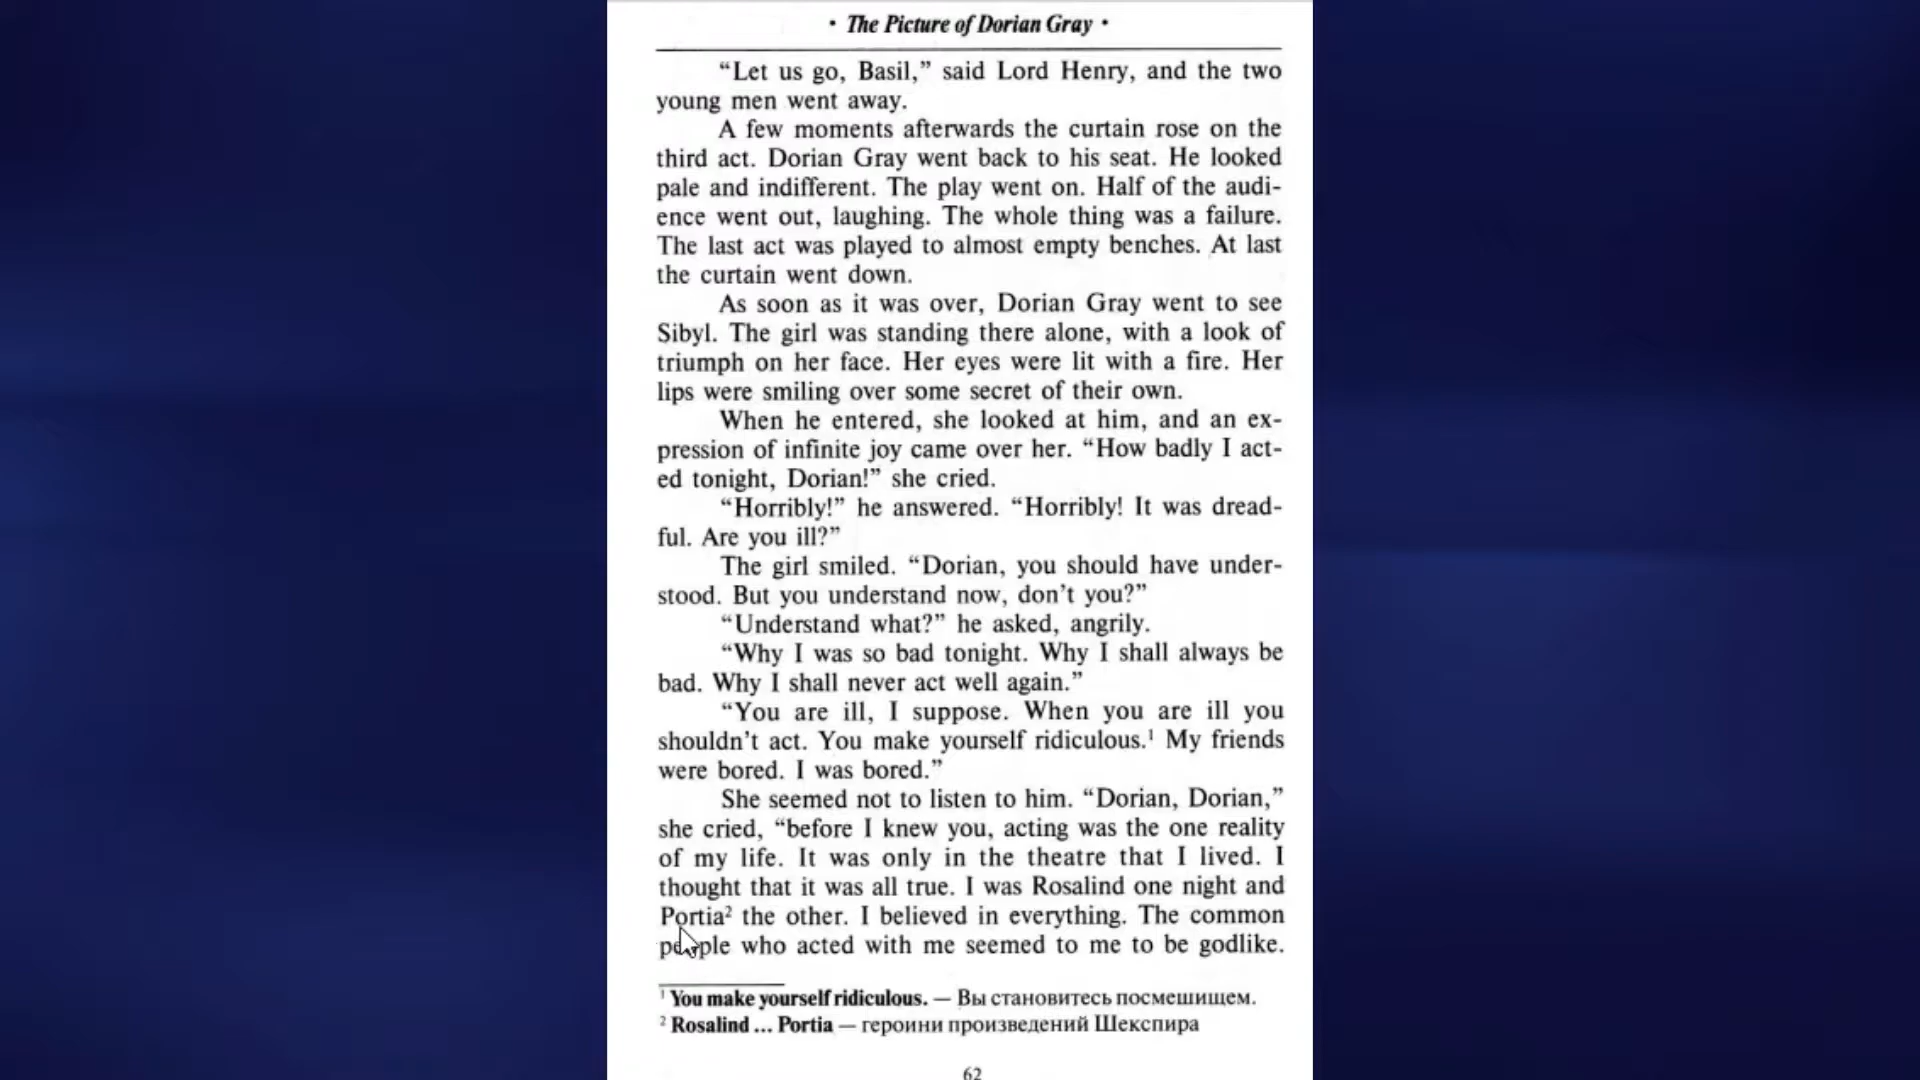 • The Picture of Dorian Gray •
“Let us go, Basil,” said Lord Henry, and the two
young men went away.
A few moments afterwards the curtain rose on the
third act. Dorian Gray went back to his seat. He looked
pale and indifferent. The play went on. Half of the audi-
ence went out, laughing. The whole thing was a failure.
The last act was played to almost empty benches. At last
the curtain went down.
As soon as it was over, Dorian Gray went to see
Sibyl. The girl was standing there alone, with a look of
triumph on her face. Her eyes were lit with a fire. Her
lips were smiling over some secret of their own.
When he entered, she looked at him, and an ex-
pression of infinite joy came over her. “How badly I act-
ed tonight, Dorian!” she cried.
“Horribly!” he answered. “Horribly! It was dread-
ful. Are you ill?”
The girl smiled. “Dorian, you should have under-
stood. But you understand now, don’t you?”
“Understand what?” he asked, angrily.
“Why I was so bad tonight. Why I shall always be
bad. Why I shall never act well again.”
“You are ill, I suppose. When you are ill you
shouldn’t act. You make yourself ridiculous.¹ My friends
were bored. I was bored.”
She seemed not to listen to him. “Dorian, Dorian,”
she cried, “before I knew you, acting was the one reality
of my life. It was only in the theatre that I lived. I
thought that it was all true. I was Rosalind one night and
Portia² the other. I believed in everything. The common
people who acted with me seemed to me to be godlike.
¹ You make yourself ridiculous. — Вы становитесь посмешищем.
² Rosalind ... Portia — героини произведений Шекспира
62